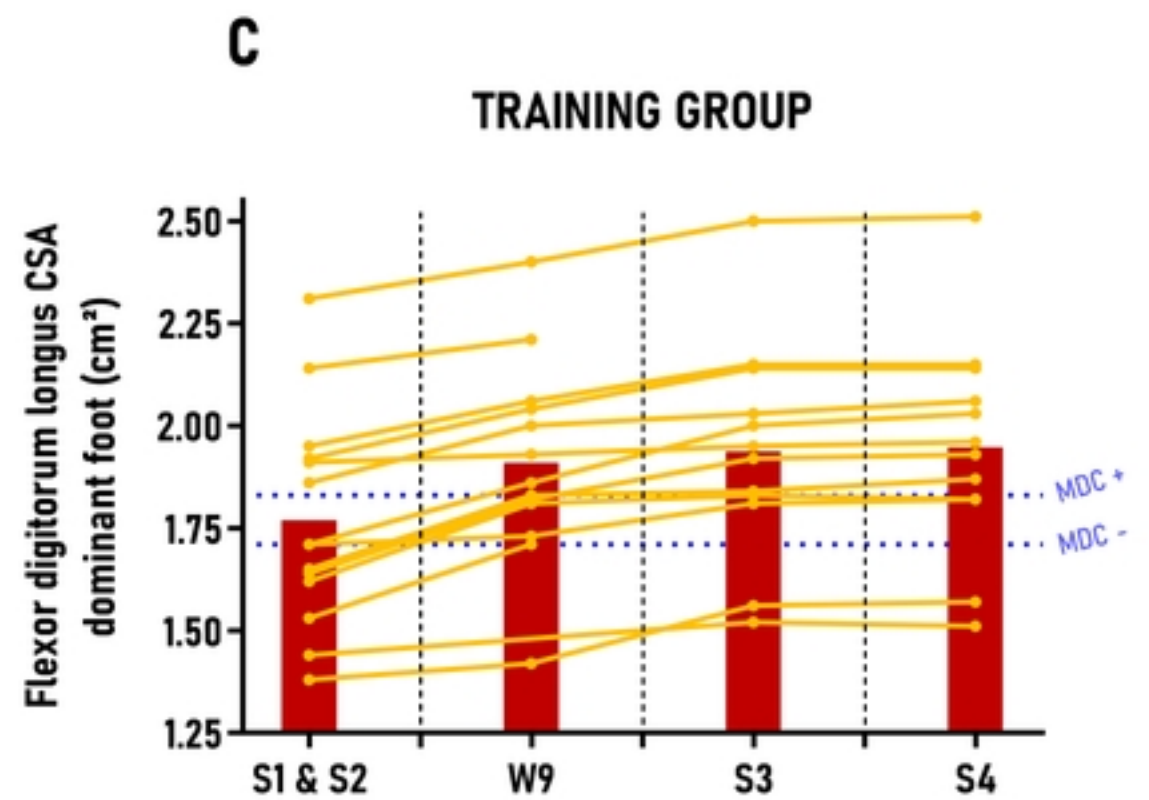 C
TRAINING GROUP
Flexor digitorum longus CSA
dominant foot (cm²)
2.50
2.25
2.00
1.75
1.50
1.25
MDC +
MDC -
S1 & S2
W9
S3
S4